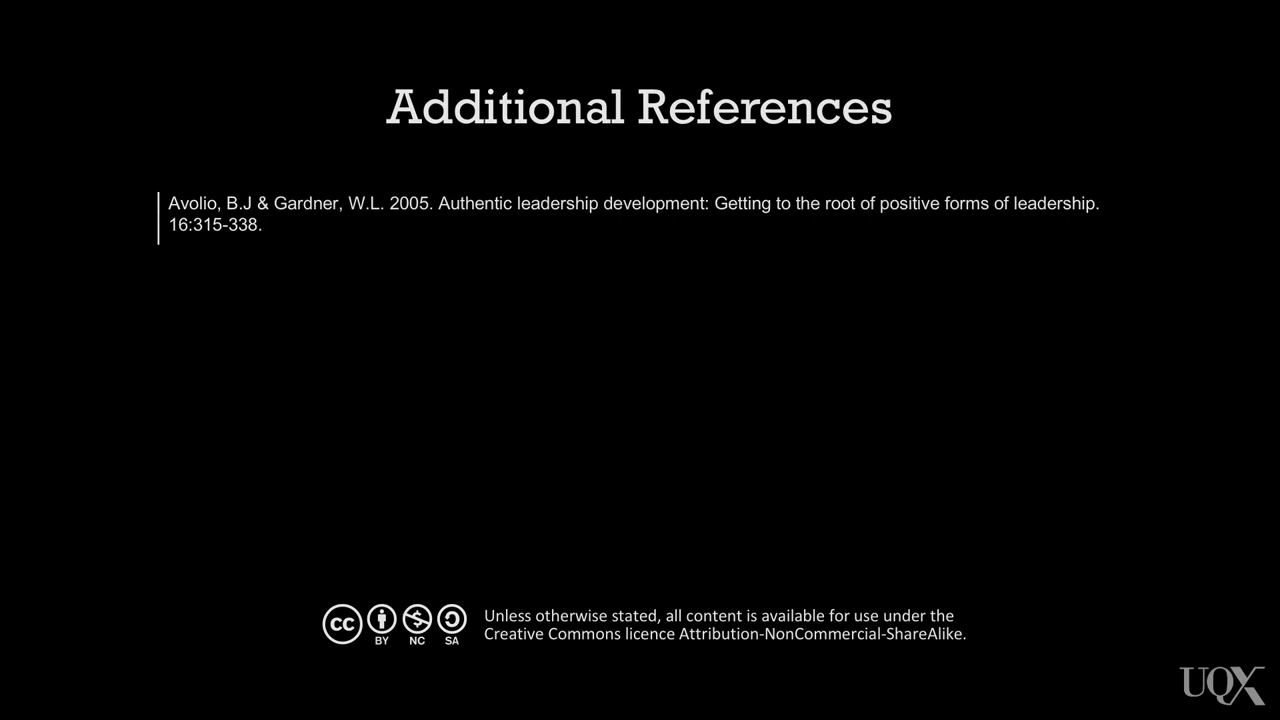 Additional References
Avolio, B.J & Gardner, W.L. 2005. Authentic leadership development: Getting to the root of positive forms of leadership.
16:315-338.
Unless otherwise stated, all content is available for use under the
Creative Commons licence Attribution-NonCommercial-ShareAlike.
cc BY NC SA
UQX